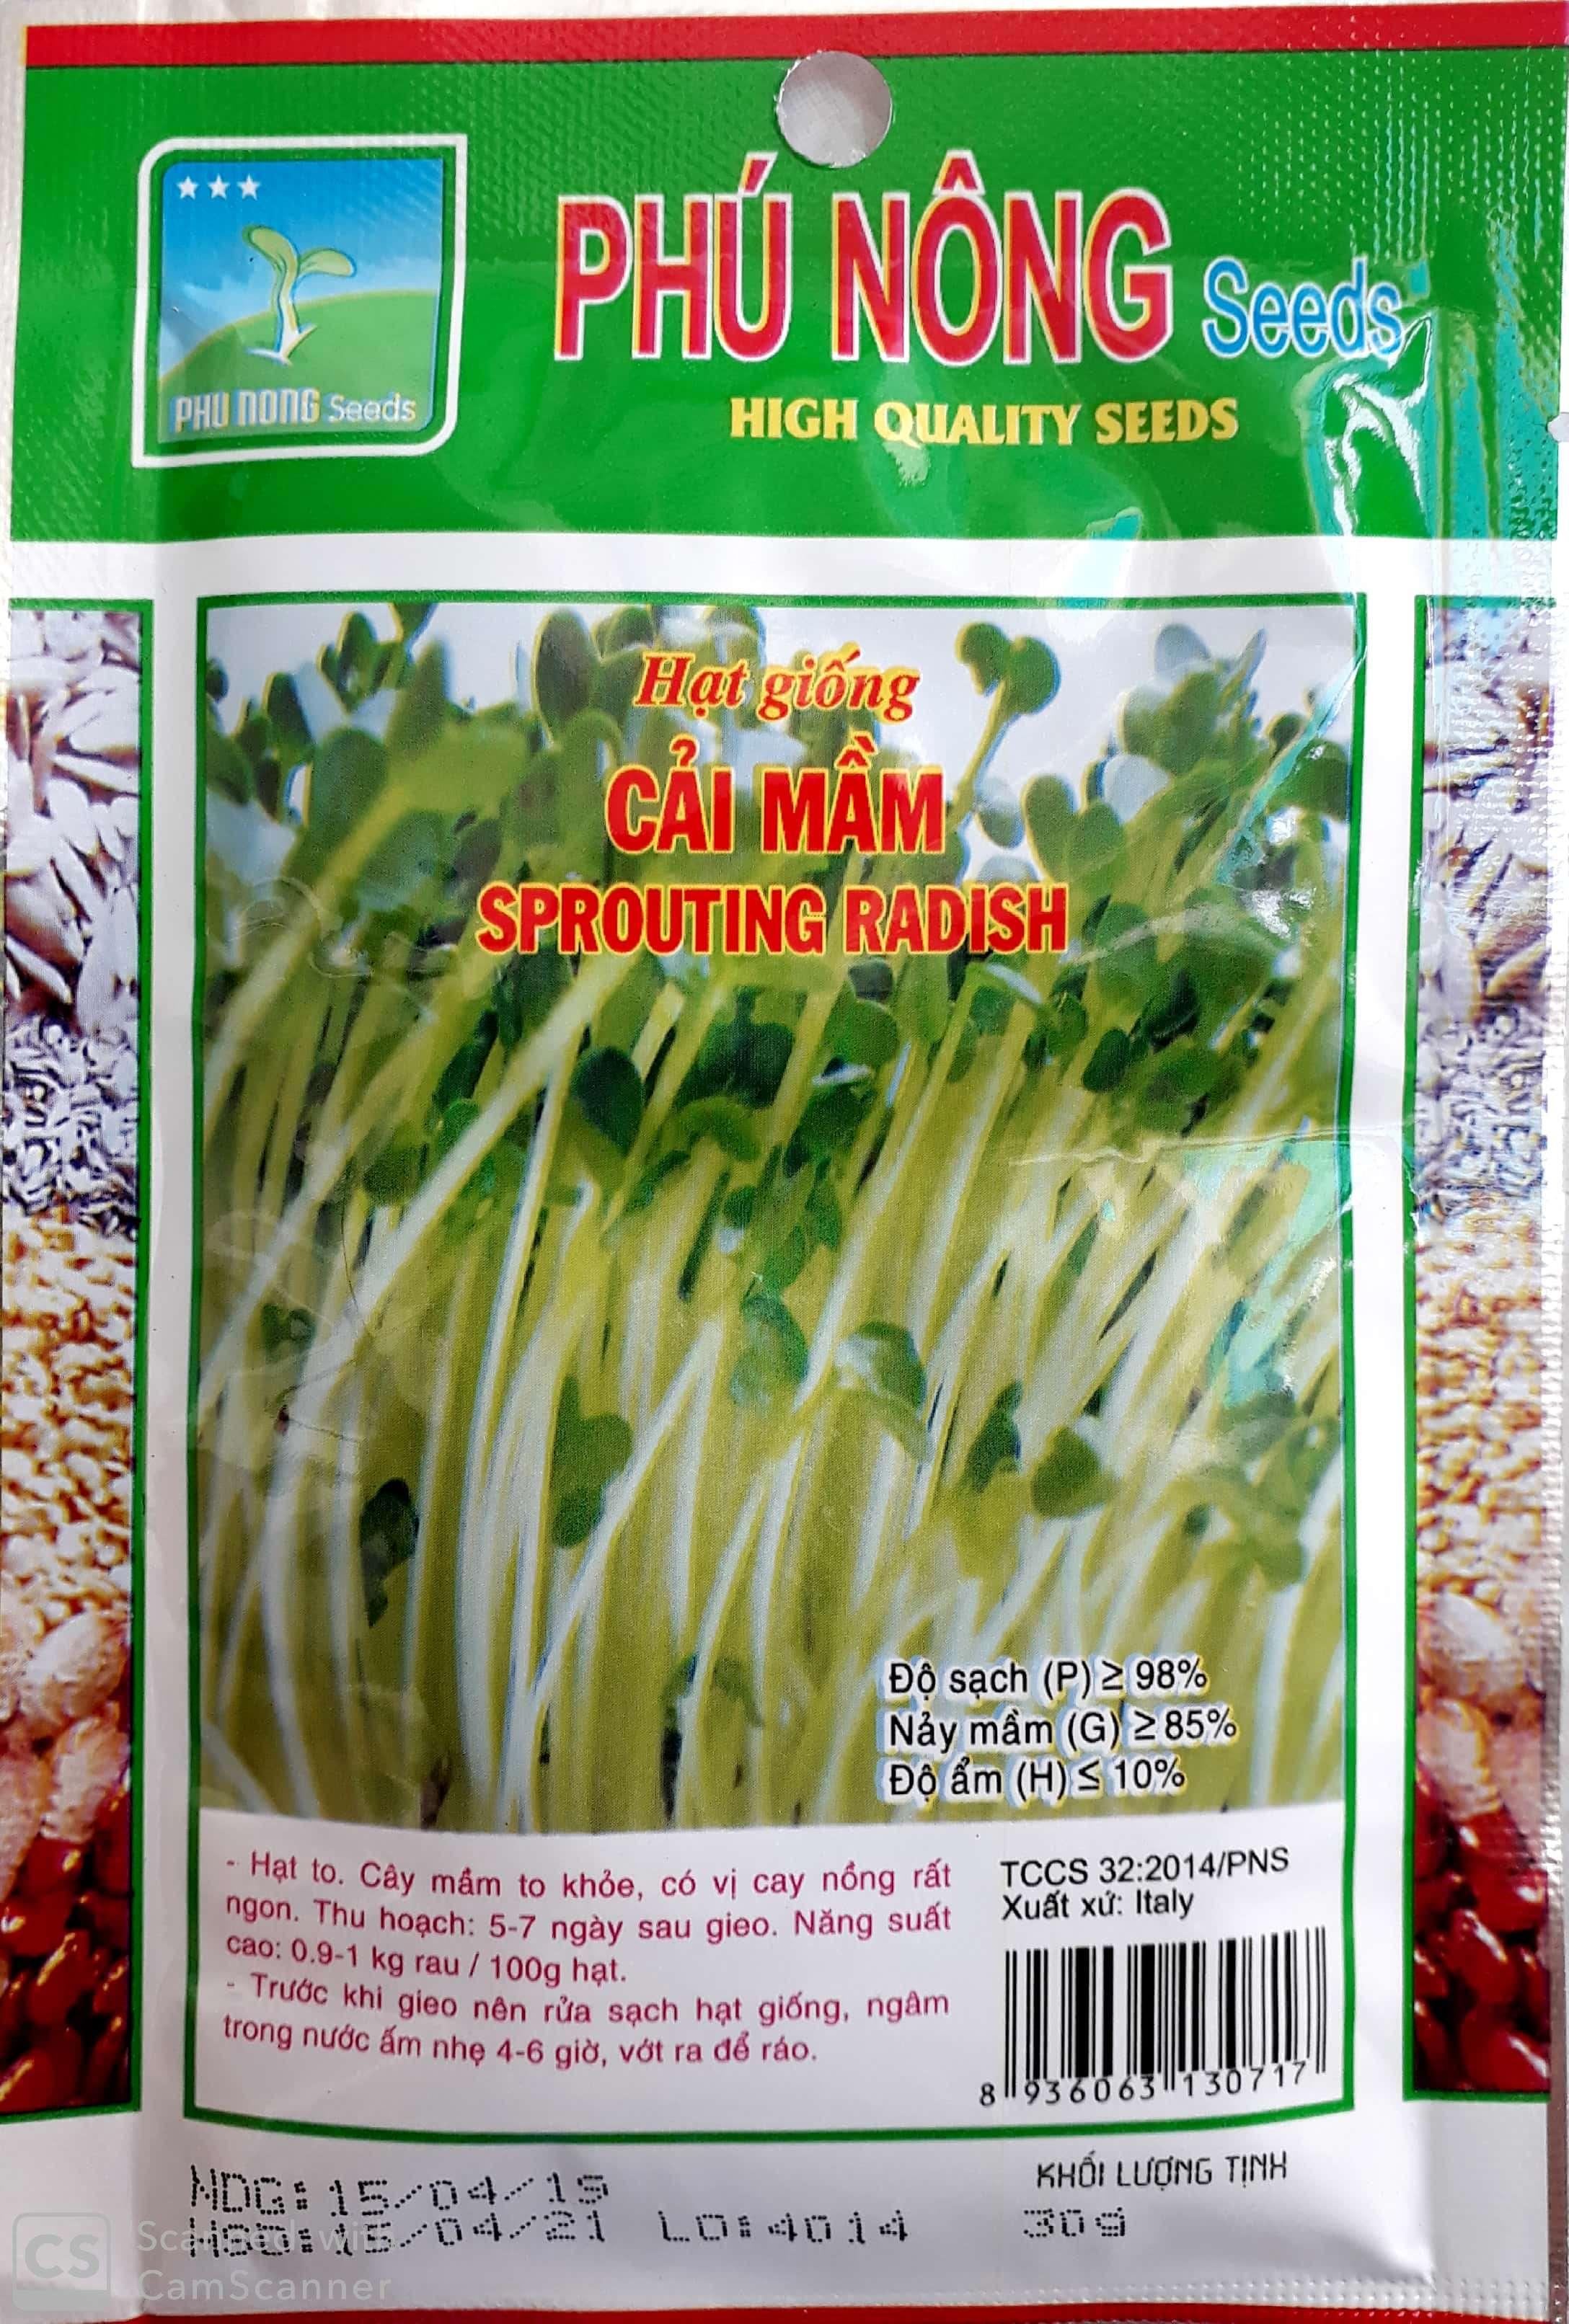 PHÚ NÔNG Seeds
HIGH QUALITY SEEDS
PHU NONG Seeds
Hạt giống
CẢI MẦM
SPROUTING RADISH
Độ sạch (P) ≥ 98%
Nảy mầm (G) ≥ 85%
Độ ẩm (H) ≤ 10%
- Hạt to. Cây mầm to khỏe, có vị cay nồng rất
ngon. Thu hoạch: 5-7 ngày sau gieo. Năng suất
cao: 0.9-1 kg rau / 100g hạt.
- Trước khi gieo nên rửa sạch hạt giống, ngâm
trong nước ấm nhẹ 4-6 giờ, vớt ra để ráo.
TCCS 32:2014/PNS
Xuất xứ: Italy
8 936063 130717
KHỐI LƯỢNG TỊNH
30g
NDG: 15/04/19
HSD: 15/04/21 LO: 4014
CS Scanned with
CamScanner